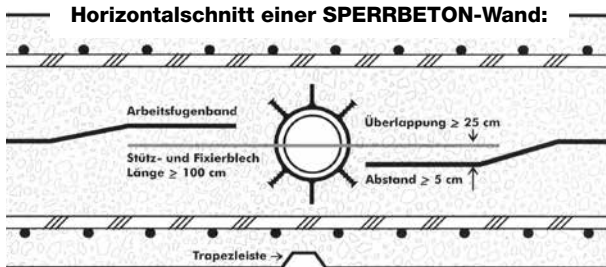 Horizontalschnitt einer SPERRBETON-Wand:
Arbeitsfugenband
Überlappung ≥ 25 cm
Stütz- und Fixierblech
Länge ≥ 100 cm
Abstand ≥ 5 cm
Trapezleiste